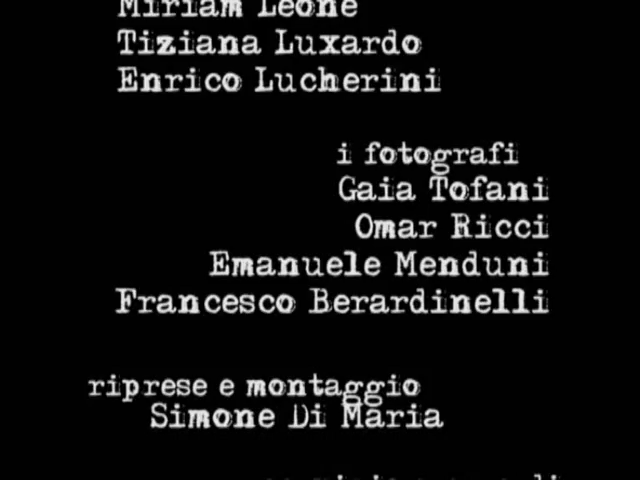 Miriam Leone
Tiziana Luxardo
Enrico Lucherini
i fotografi
Gaia Tofani
Omar Ricci
Emanuele Menduni
Francesco Berardinelli
riprese e montaggio
Simone Di Maria